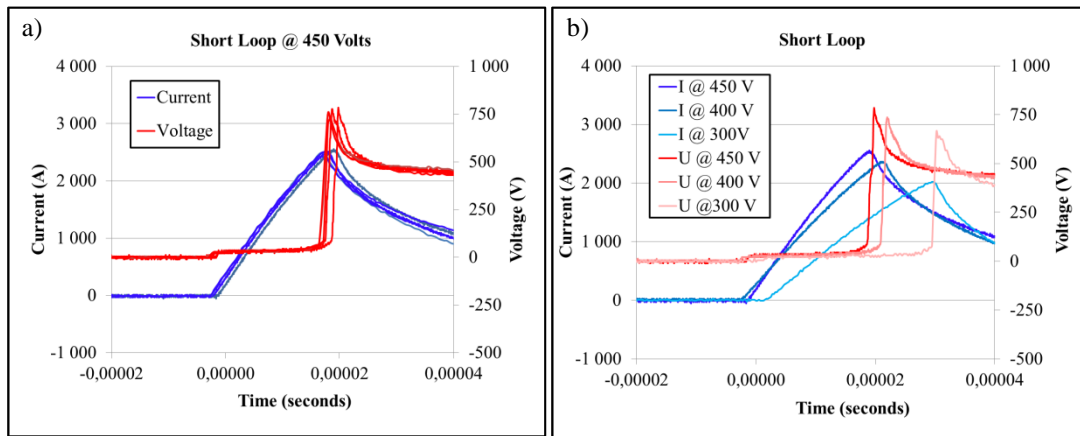 a)
Short Loop @ 450 Volts
4 000
3 000
2 000
1 000
0
-1 000
Current (A)
Current
Voltage
1 000
750
500
250
0
-250
-500
Voltage (V)
-0,00002
0,00000
0,00002
0,00004
Time (seconds)
b)
Short Loop
4 000
3 000
2 000
1 000
0
-1 000
Current (A)
I @ 450 V
I @ 400 V
I @ 300V
U @ 450 V
U @ 400 V
U @300 V
1 000
750
500
250
0
-250
-500
Voltage (V)
-0,00002
0,00000
0,00002
0,00004
Time (seconds)